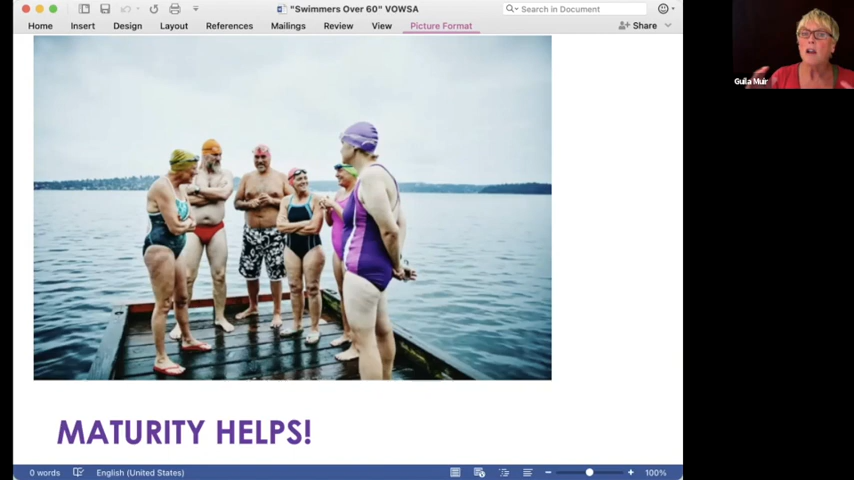 "Swimmers Over 60" VOWSA
Search in Document
Home Insert Design Layout References Mailings Review View Picture Format Share
Guila Muir
MATURITY HELPS!
0 words English (United States) 100%